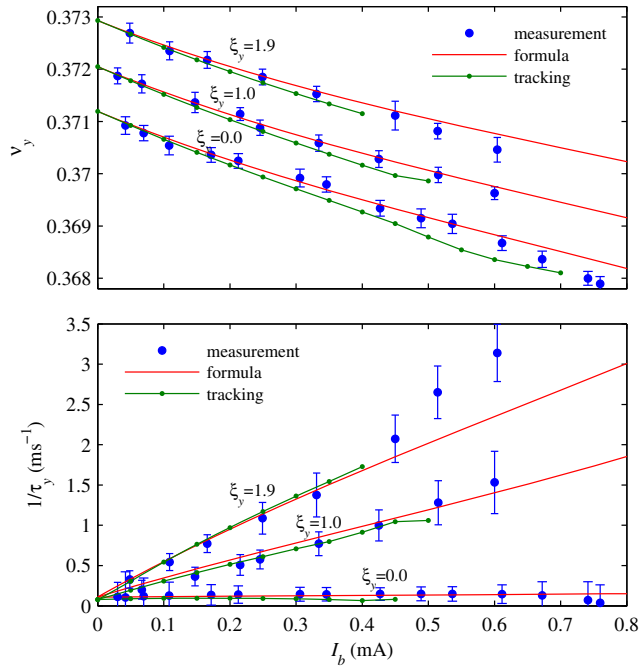 0.373
0.372
0.371
0.37
0.369
0.368
ν_y
ξ_y=1.9
ξ_y=1.0
ξ_y=0.0
measurement
formula
tracking
3.5
3
2.5
2
1.5
1
0.5
0
1/τ_y (ms⁻¹)
measurement
formula
tracking
ξ_y=1.9
ξ_y=1.0
ξ_y=0.0
0 0.1 0.2 0.3 0.4 0.5 0.6 0.7 0.8
I_b (mA)